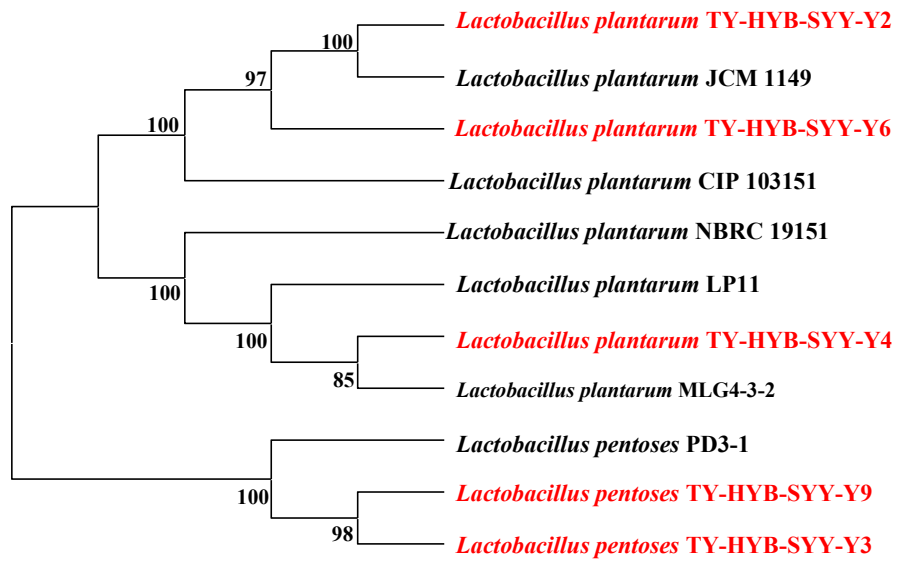 Lactobacillus plantarum TY-HYB-SYY-Y2
100
Lactobacillus plantarum JCM 1149
97
Lactobacillus plantarum TY-HYB-SYY-Y6
100
Lactobacillus plantarum CIP 103151
Lactobacillus plantarum NBRC 19151
100
Lactobacillus plantarum LP11
100
Lactobacillus plantarum TY-HYB-SYY-Y4
85
Lactobacillus plantarum MLG4-3-2
Lactobacillus pentoses PD3-1
100
Lactobacillus pentoses TY-HYB-SYY-Y9
98
Lactobacillus pentoses TY-HYB-SYY-Y3